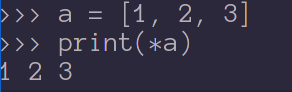 >>> a = [1, 2, 3]
>>> print(*a)
1 2 3